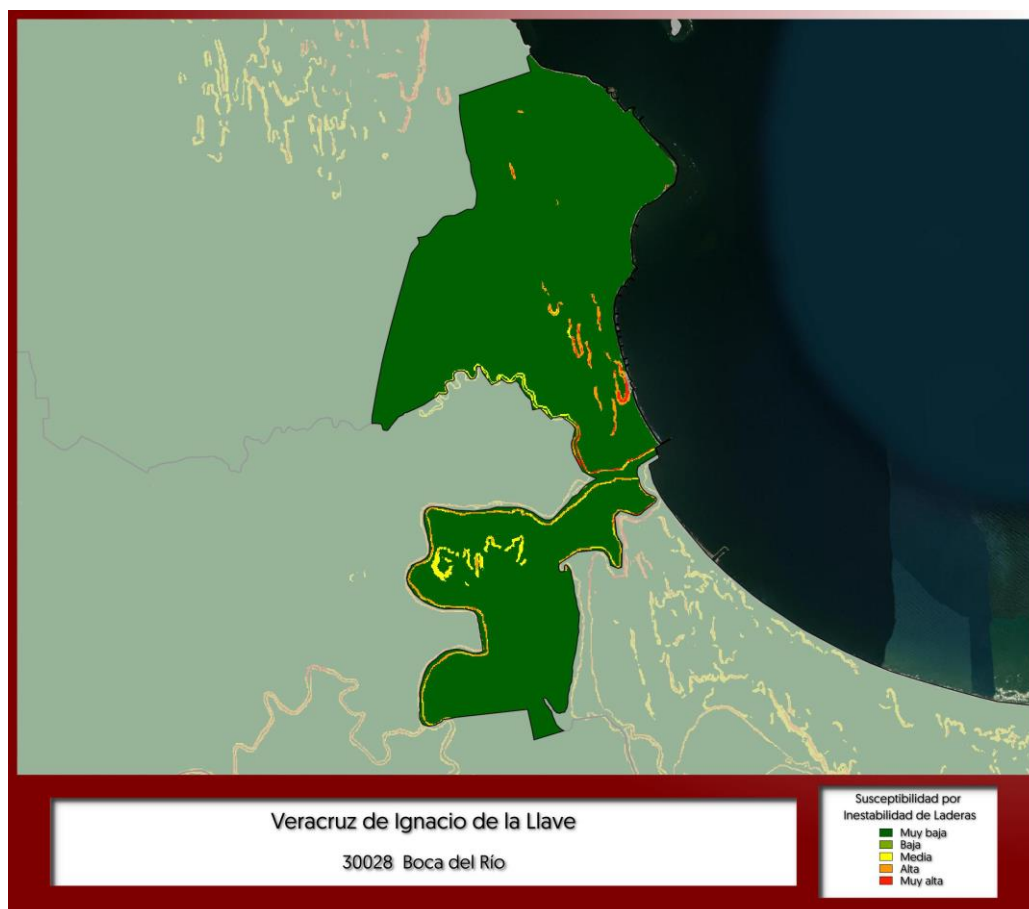 Veracruz de Ignacio de la Llave
30028 Boca del Río
Susceptibilidad por
Inestabilidad de Laderas
Muy baja
Baja
Media
Alta
Muy alta